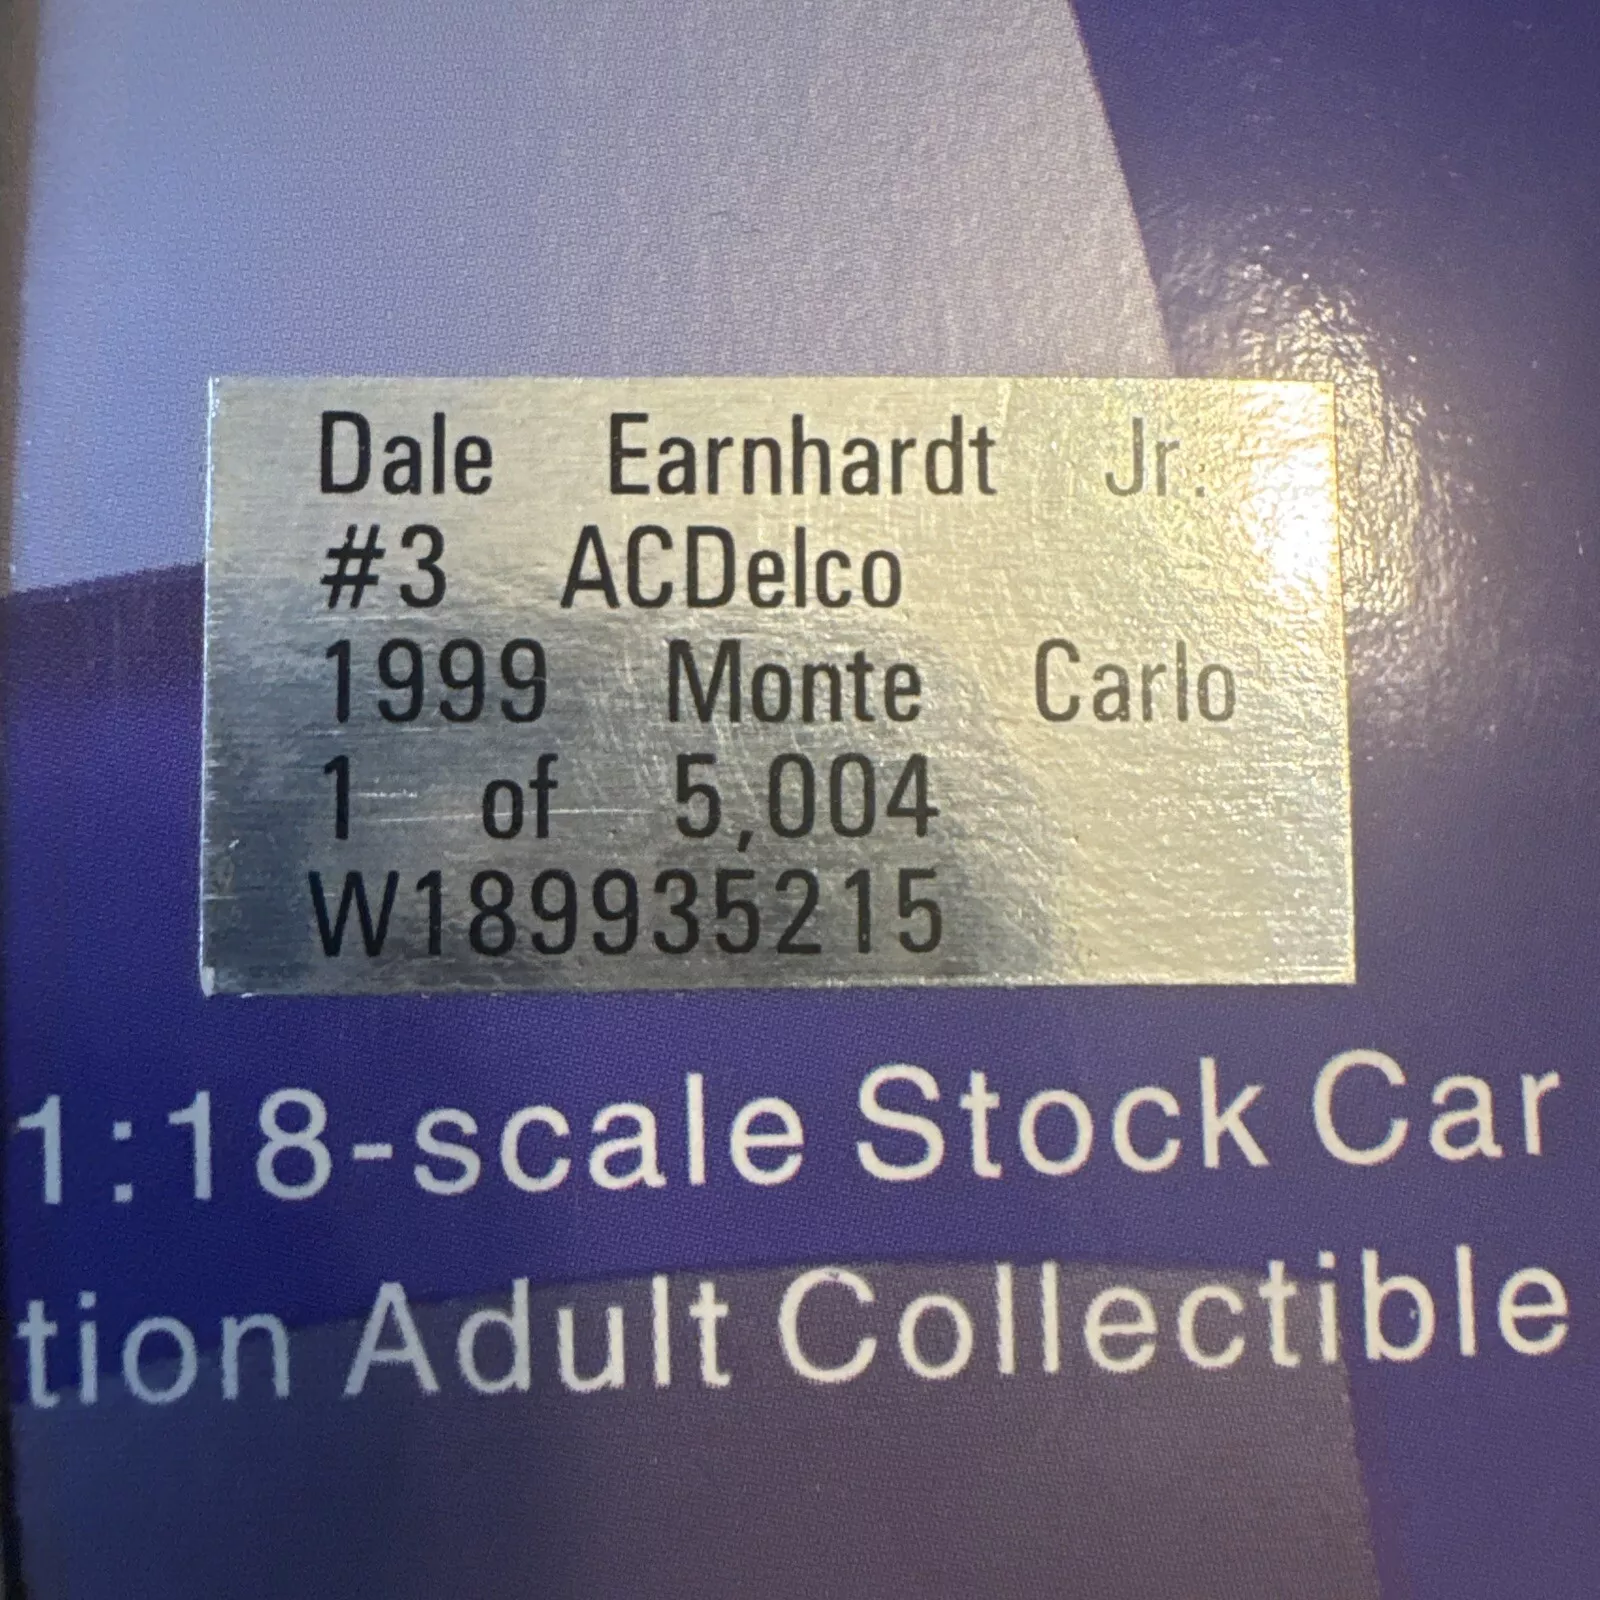 Dale Earnhardt Jr.
#3 ACDelco
1999 Monte Carlo
1 of 5,004
W189935215
1:18-scale Stock Car
tion Adult Collectible